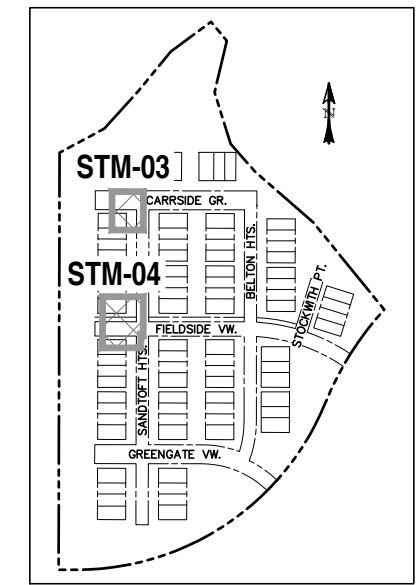 N
STM-03
CARRSIDE GR.
STM-04
BELTON HTS.
STOCKWITH PT.
FIELDSIDE VW.
SANDTOFT HTS.
GREENGATE VW.